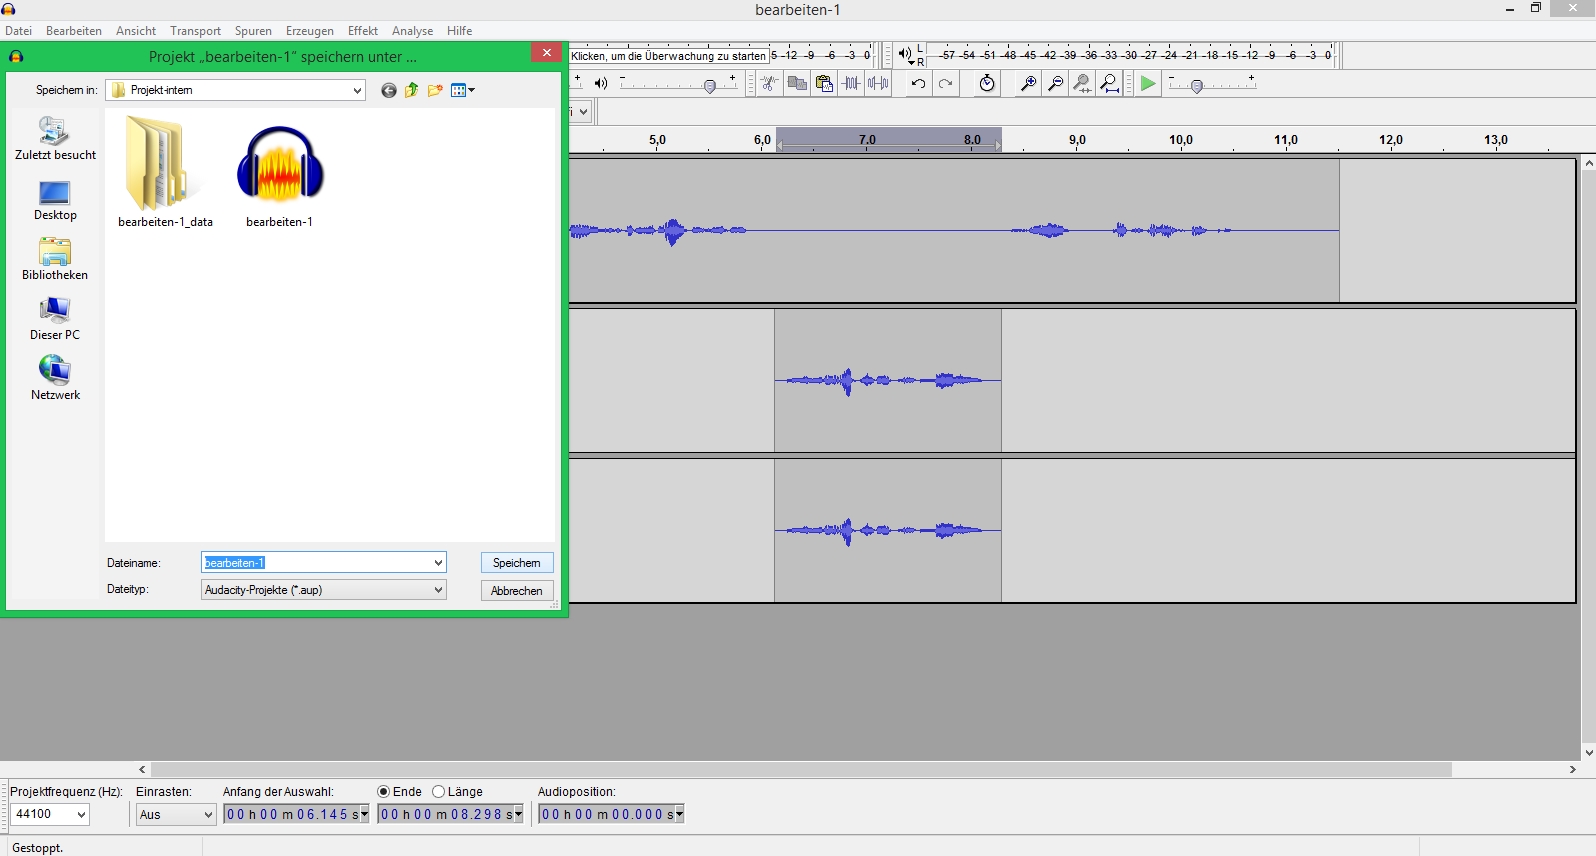 bearbeiten-1
Datei Bearbeiten Ansicht Transport Spuren Erzeugen Effekt Analyse Hilfe
Projekt „bearbeiten-1" speichern unter ...
Klicken, um die Überwachung zu starten 5 -12 -9 -6 -3 0
L
R
-57 -54 -51 -48 -45 -42 -39 -36 -33 -30 -27 -24 -21 -18 -15 -12 -9 -6 -3 0
Speichern in: Projekt-intern
5,0 6,0 7.0 8.0 9,0 10,0 11,0 12,0 13,0
Zuletzt besucht
Desktop
Bibliotheken
Dieser PC
Netzwerk
bearbeiten-1_data bearbeiten-1
Dateiname: bearbeiten-1 Speichern
Dateityp: Audacity-Projekte (*.aup) Abbrechen
Projektfrequenz (Hz): Einrasten: Anfang der Auswahl: Ende Länge Audioposition:
44100 Aus 00 h 00 m 06.145 s 00 h 00 m 08.298 s 00 h 00 m 00.000 s
Gestoppt.